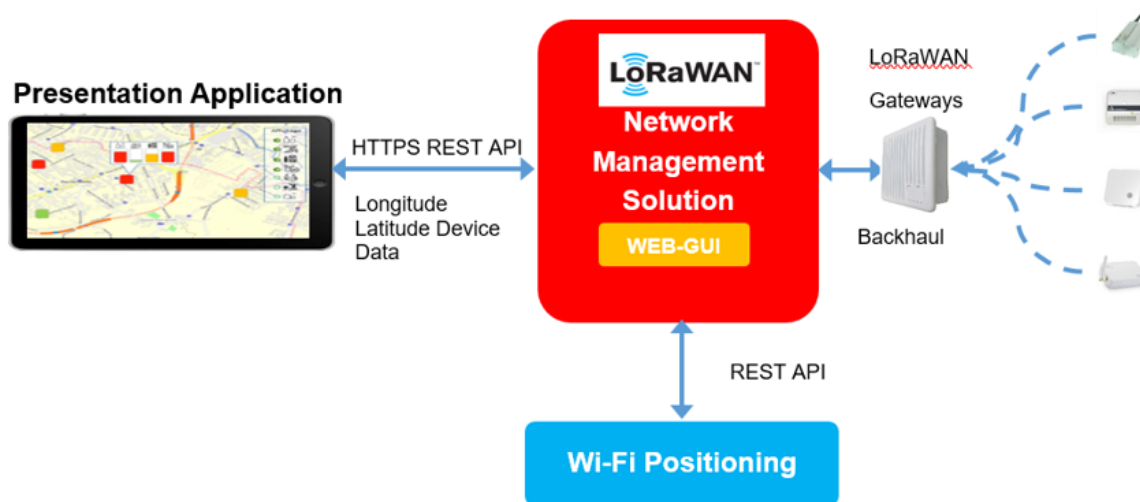 Presentation Application
HTTPS REST API
Longitude
Latitude Device
Data
LoRaWAN™
Network
Management
Solution
WEB-GUI
LoRaWAN
Gateways
Backhaul
REST API
Wi-Fi Positioning